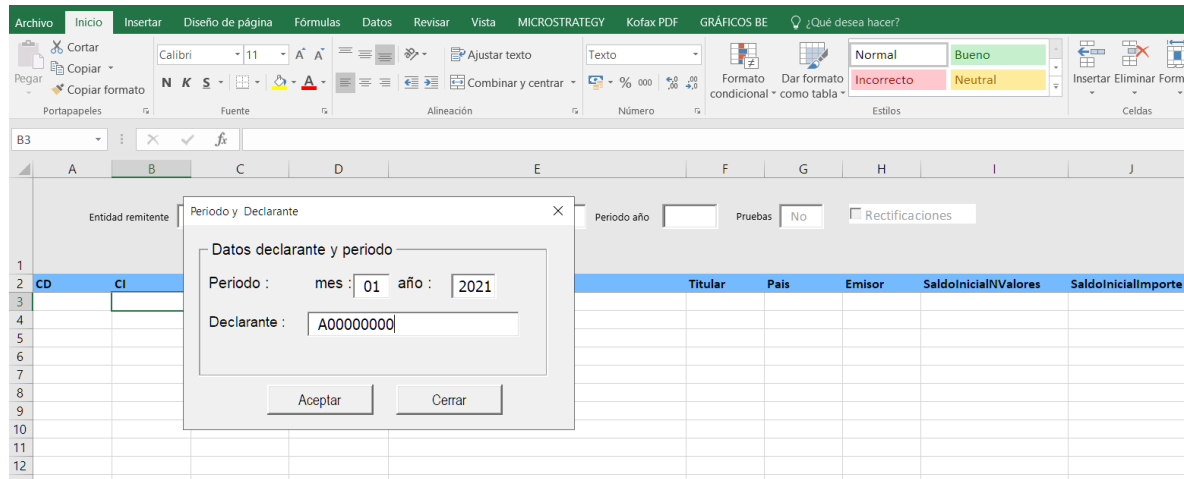 Archivo Inicio Insertar Diseño de página Fórmulas Datos Revisar Vista MICROSTRATEGY Kofax PDF GRÁFICOS BE ¿Qué desea hacer?
Pegar
Cortar
Copiar
Copiar formato
Portapapeles
Calibri 11
N K S
Fuente
Ajustar texto
Combinar y centrar
Alineación
Texto
% 000
Número
Formato condicional
Dar formato como tabla
Normal Bueno
Incorrecto Neutral
Estilos
Insertar Eliminar Form
Celdas
B3 fx
A B C D E F G H I J
1 Entidad remitente Periodo año Pruebas No Rectificaciones
Periodo y Declarante
Datos declarante y periodo
Periodo : mes : 01 año : 2021
Declarante : A00000000
Aceptar Cerrar
2 CD CI Titular Pais Emisor SaldoInicialNValores SaldoInicialImporte
3
4
5
6
7
8
9
10
11
12